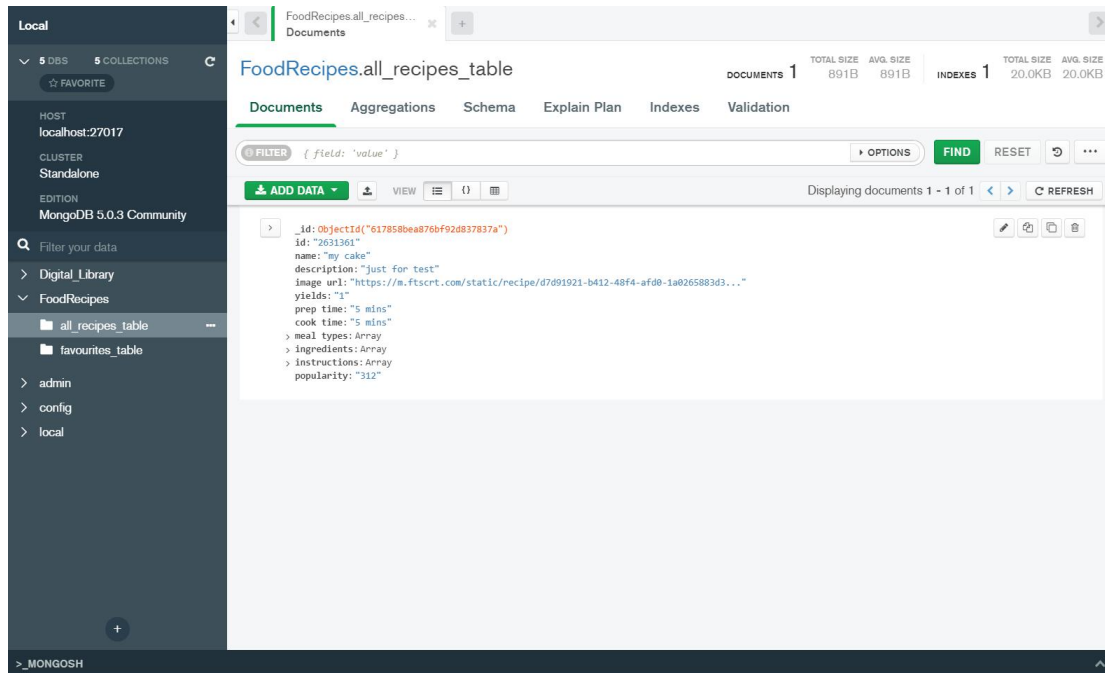 Local
5 DBS 5 COLLECTIONS
FAVORITE
HOST
localhost:27017
CLUSTER
Standalone
EDITION
MongoDB 5.0.3 Community
Filter your data
Digital_Library
FoodRecipes
all_recipes_table
favourites_table
admin
config
local
>_MONGOSH
FoodRecipes.all_recipes...
Documents
FoodRecipes.all_recipes_table
DOCUMENTS 1 TOTAL SIZE 891B AVG. SIZE 891B INDEXES 1 TOTAL SIZE 20.0KB AVG. SIZE 20.0KB
Documents Aggregations Schema Explain Plan Indexes Validation
FILTER { field: 'value' } OPTIONS FIND RESET ...
ADD DATA VIEW {} Displaying documents 1 - 1 of 1 < > REFRESH
_id: ObjectId("617858bea876bf92d837837a")
id: "2631361"
name: "my cake"
description: "just for test"
image url: "https://m.ftscrt.com/static/recipe/d7d91921-b412-48f4-afd0-1a0265883d3..."
yields: "1"
prep time: "5 mins"
cook time: "5 mins"
> meal types: Array
> ingredients: Array
> instructions: Array
popularity: "312"